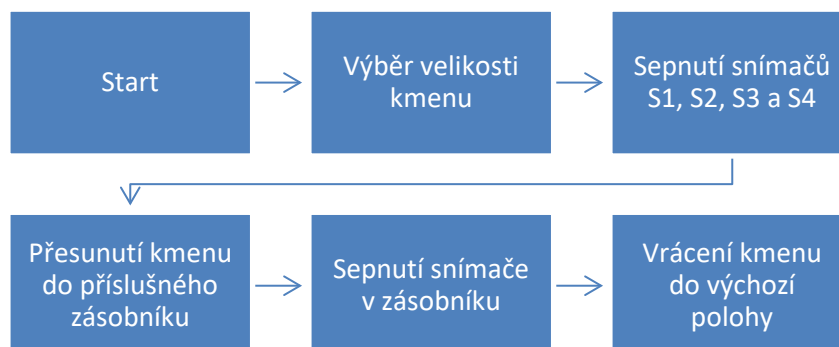 Start
Výběr velikosti
kmenu
Sepnutí snímačů
S1, S2, S3 a S4
Přesunutí kmenu
do příslušného
zásobníku
Sepnutí snímače
v zásobníku
Vrácení kmenu
do výchozí
polohy